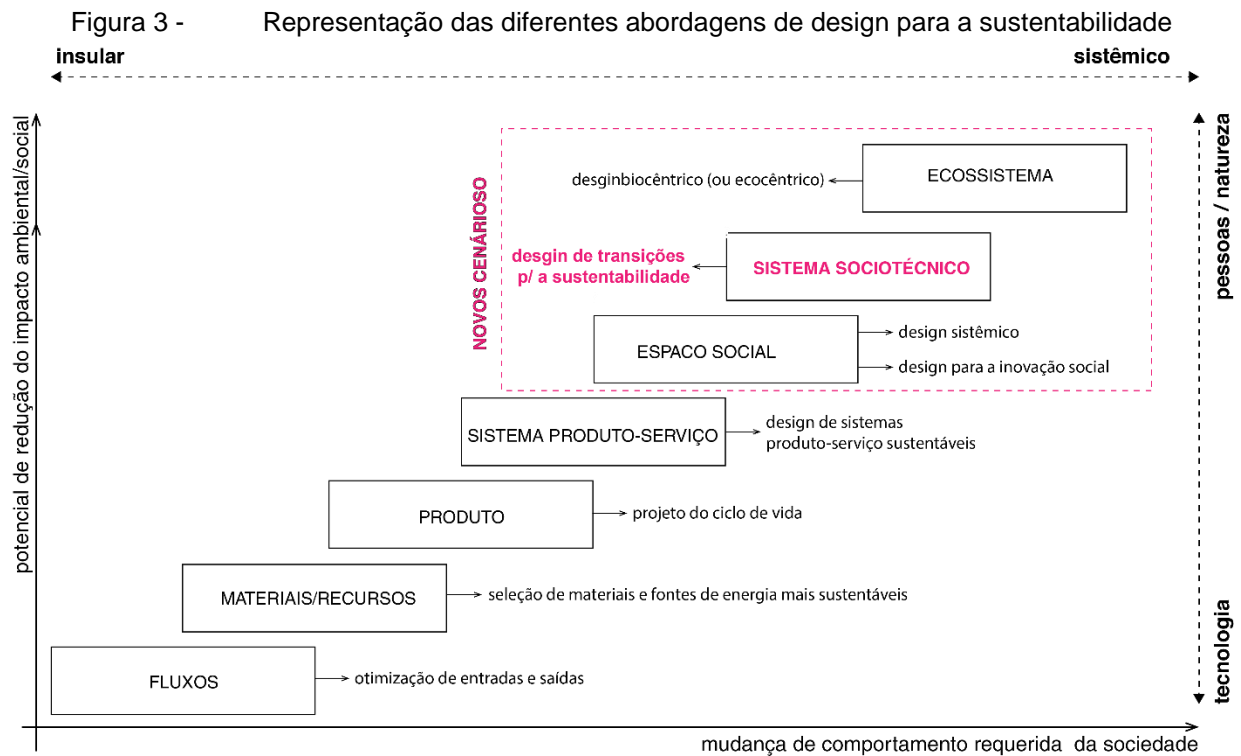 Figura 3 - Representação das diferentes abordagens de design para a sustentabilidade
insular
sistêmico
potencial de redução do impacto ambiental/social
NOVOS CENÁRIOSO
desginbiocêntrico (ou ecocêntrico)
ECOSSISTEMA
desgin de transições
p/ a sustentabilidade
SISTEMA SOCIOTÉCNICO
ESPACO SOCIAL
design sistêmico
design para a inovação social
SISTEMA PRODUTO-SERVIÇO
design de sistemas
produto-serviço sustentáveis
PRODUTO
projeto do ciclo de vida
MATERIAIS/RECURSOS
seleção de materiais e fontes de energia mais sustentáveis
FLUXOS
otimização de entradas e saídas
pessoas / natureza
tecnologia
mudança de comportamento requerida da sociedade